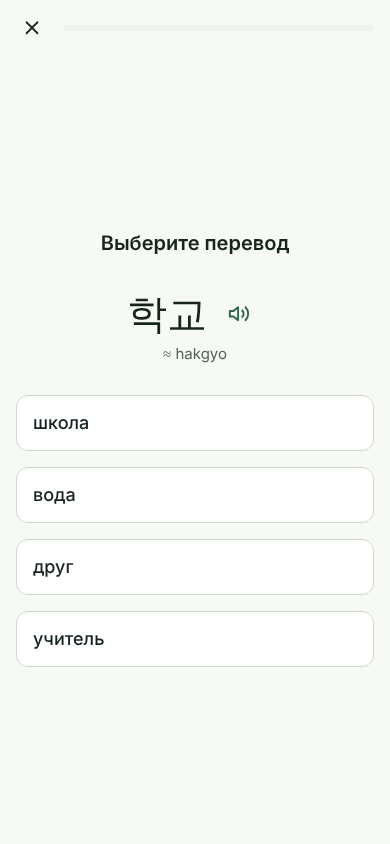 Выберите перевод
학교
≈ hakgyo
школа
вода
друг
учитель